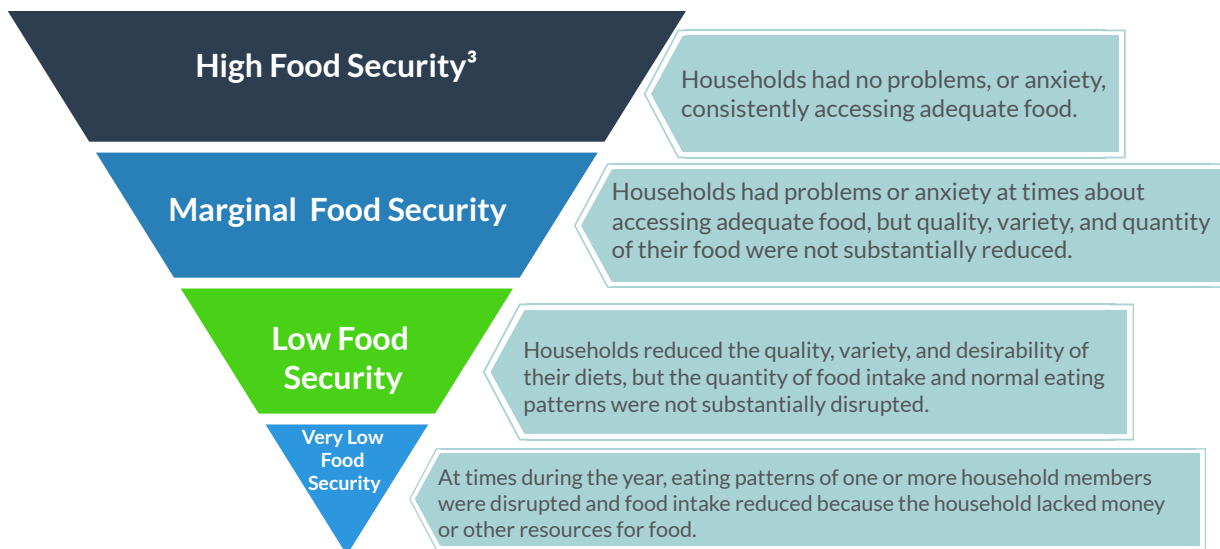 High Food Security³
Households had no problems, or anxiety,
consistently accessing adequate food.
Marginal Food Security
Households had problems or anxiety at times about
accessing adequate food, but quality, variety, and quantity
of their food were not substantially reduced.
Low Food
Security
Households reduced the quality, variety, and desirability of
their diets, but the quantity of food intake and normal eating
patterns were not substantially disrupted.
Very Low
Food
Security
At times during the year, eating patterns of one or more household members
were disrupted and food intake reduced because the household lacked money
or other resources for food.